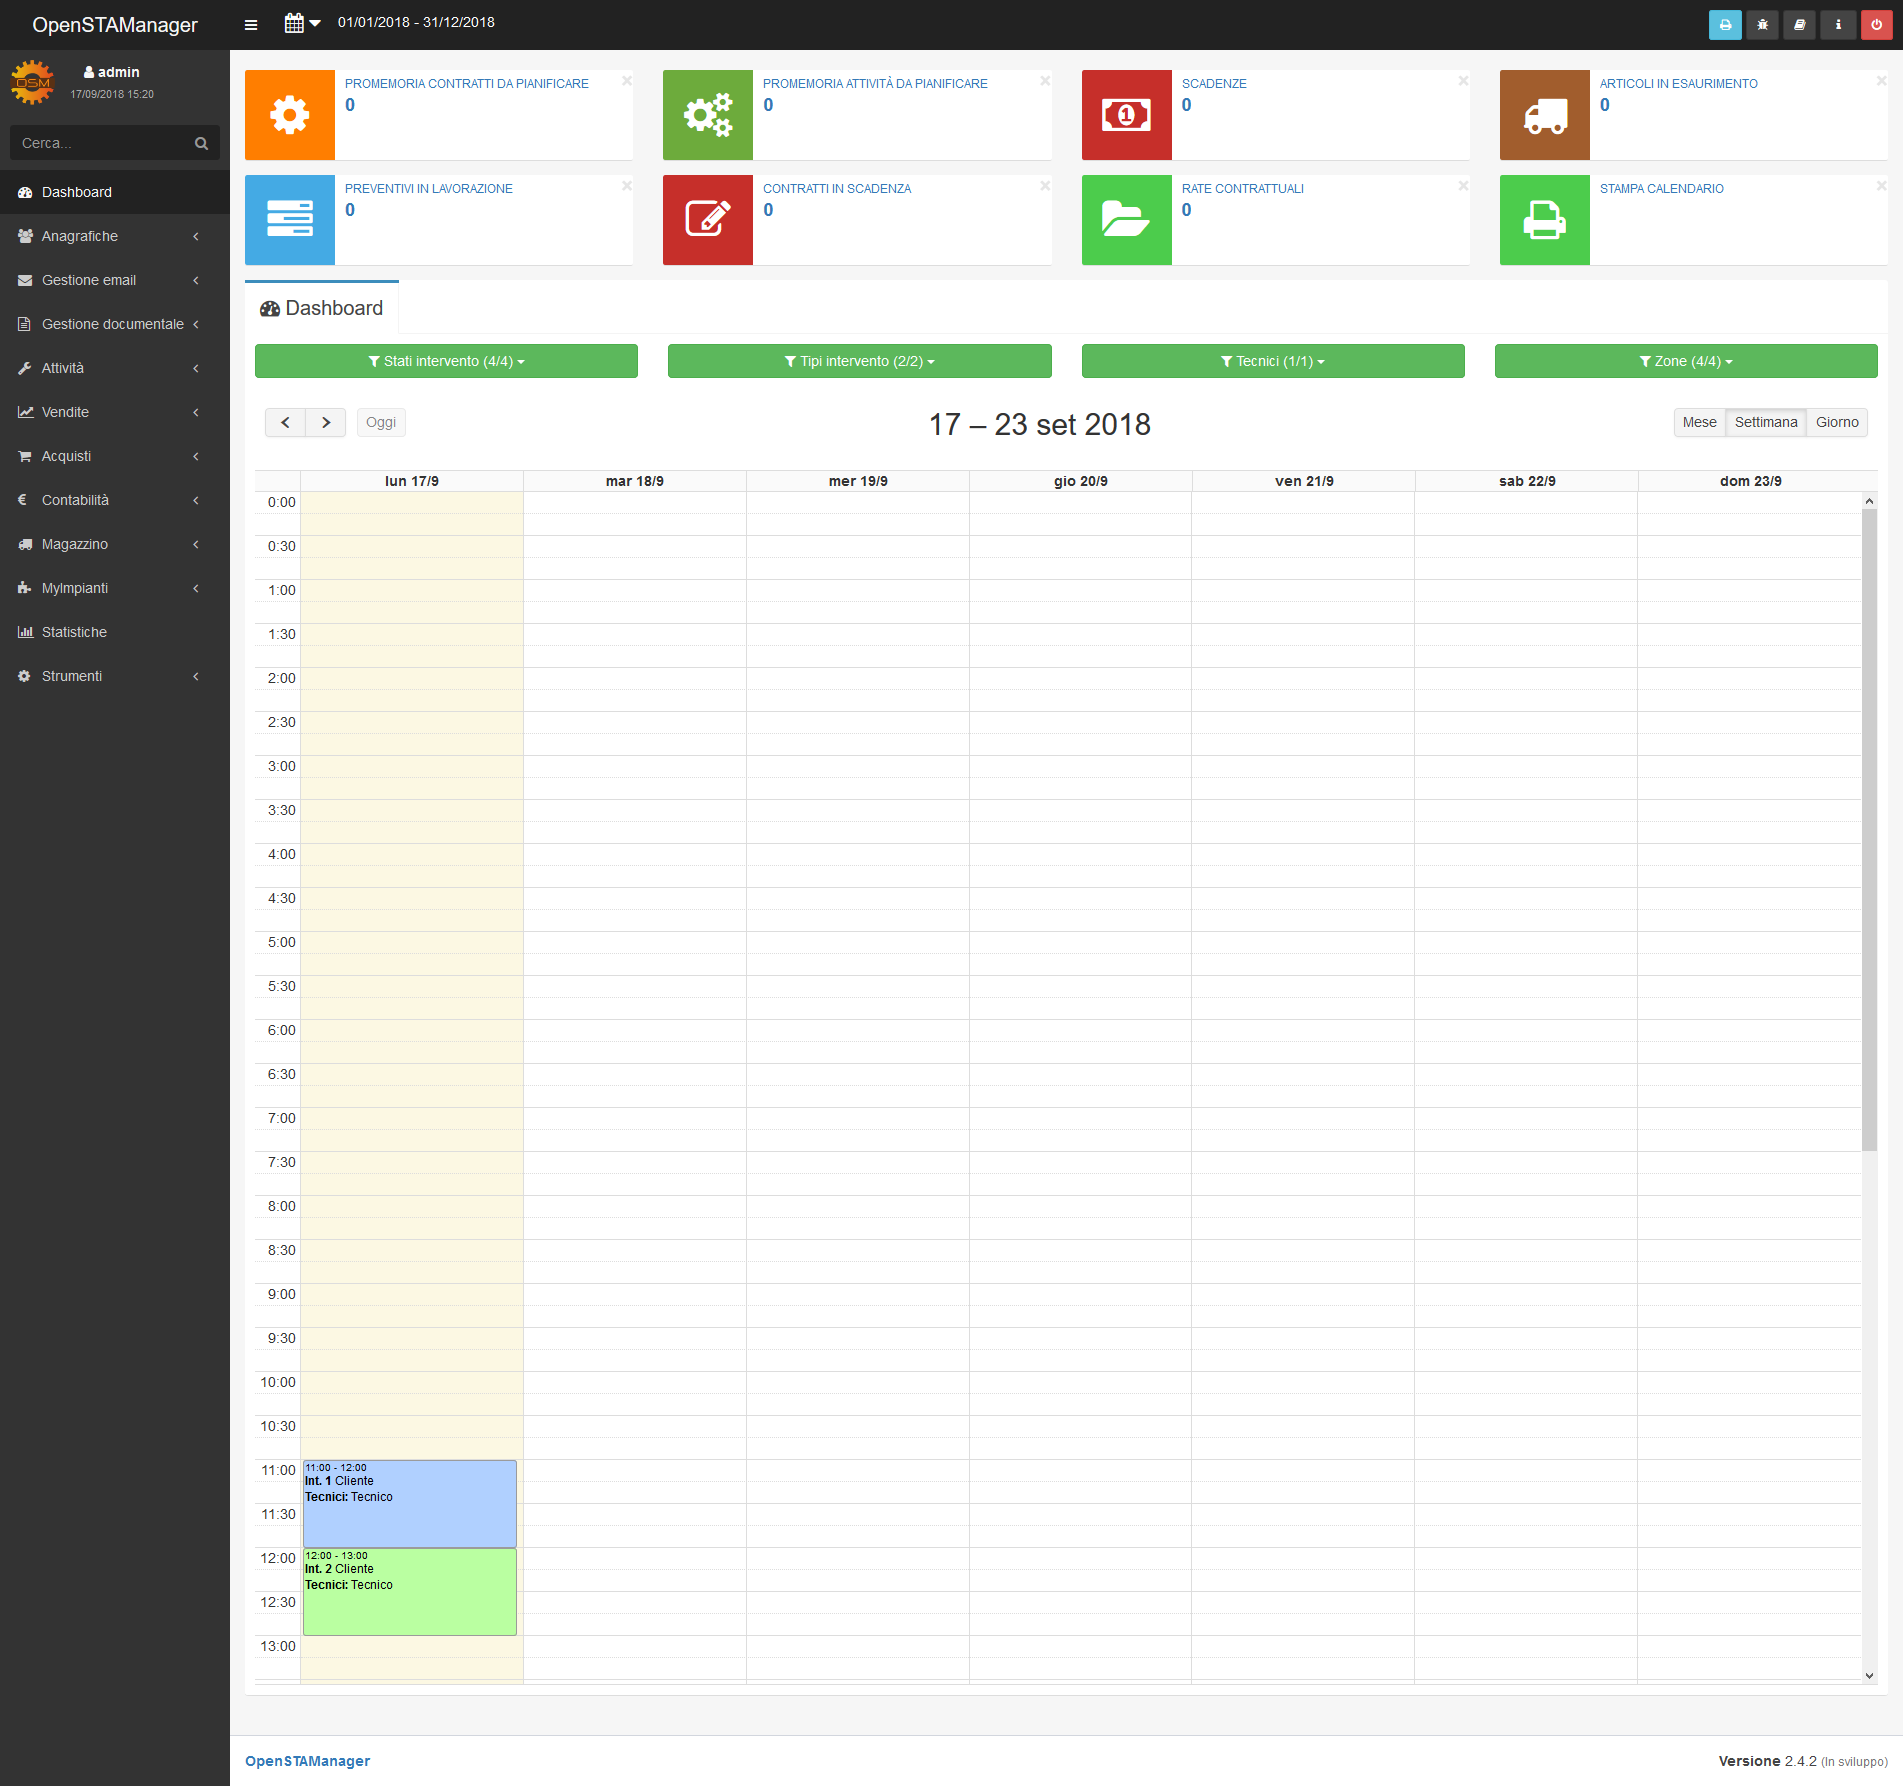 OpenSTAManager
01/01/2018 - 31/12/2018
OSM
admin
17/09/2018 15:20
Cerca...
Dashboard
Anagrafiche
Gestione email
Gestione documentale
Attività
Vendite
Acquisti
€ Contabilità
Magazzino
MyImpianti
Statistiche
Strumenti
PROMEMORIA CONTRATTI DA PIANIFICARE
0
PROMEMORIA ATTIVITÀ DA PIANIFICARE
0
SCADENZE
0
ARTICOLI IN ESAURIMENTO
0
PREVENTIVI IN LAVORAZIONE
0
CONTRATTI IN SCADENZA
0
RATE CONTRATTUALI
0
STAMPA CALENDARIO
Dashboard
Stati intervento (4/4)
Tipi intervento (2/2)
Tecnici (1/1)
Zone (4/4)
Oggi
17 – 23 set 2018
Mese Settimana Giorno
lun 17/9 mar 18/9 mer 19/9 gio 20/9 ven 21/9 sab 22/9 dom 23/9
0:00
0:30
1:00
1:30
2:00
2:30
3:00
3:30
4:00
4:30
5:00
5:30
6:00
6:30
7:00
7:30
8:00
8:30
9:00
9:30
10:00
10:30
11:00
11:30
12:00
12:30
13:00
11:00 - 12:00
Int. 1 Cliente
Tecnici: Tecnico
12:00 - 13:00
Int. 2 Cliente
Tecnici: Tecnico
OpenSTAManager
Versione 2.4.2 (In sviluppo)